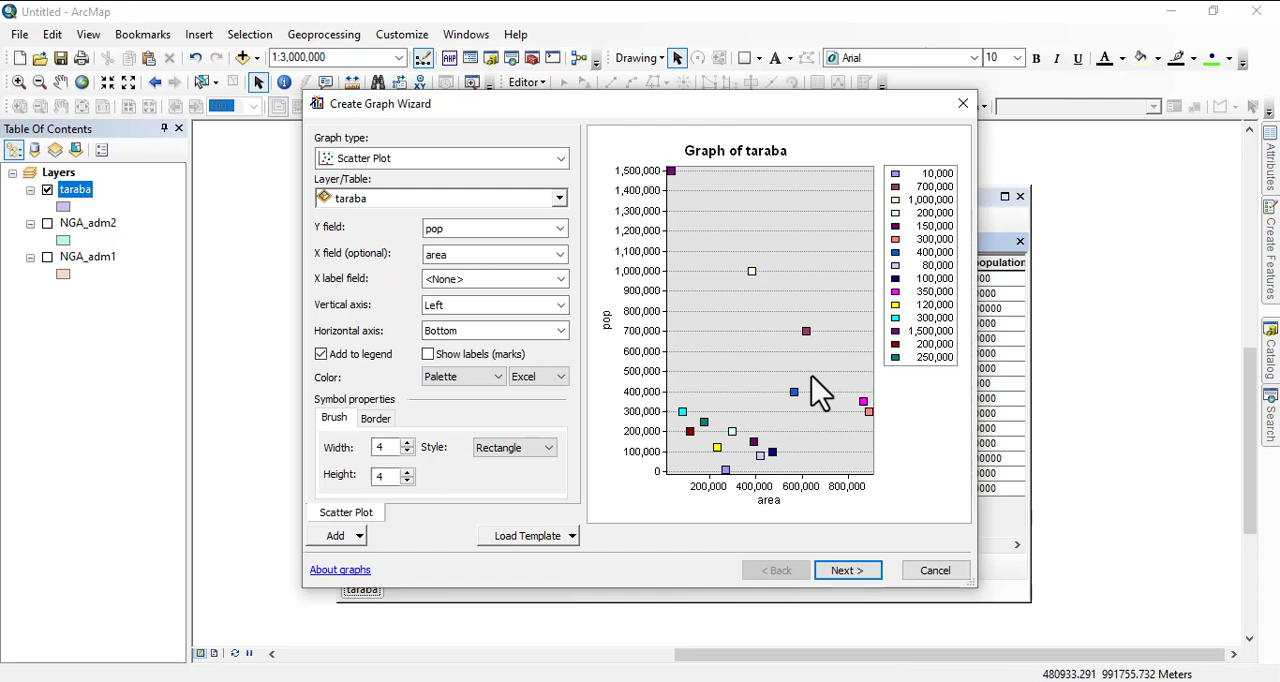 Untitled - ArcMap
File Edit View Bookmarks Insert Selection Geoprocessing Customize Windows Help
1:3,000,000 AHP Drawing Arial 10 B I U A
Editor
Create Graph Wizard
Table Of Contents
Layers
taraba
NGA_adm2
NGA_adm1
Graph type:
Scatter Plot
Layer/Table:
taraba
Y field: pop
X field (optional): area
X label field: <None>
Vertical axis: Left
Horizontal axis: Bottom
Add to legend Show labels (marks)
Color: Palette Excel
Symbol properties
Brush Border
Width: 4 Style: Rectangle
Height: 4
Scatter Plot
Add Load Template
About graphs
< Back Next > Cancel
Graph of taraba
1,500,000
1,400,000
1,300,000
1,200,000
1,100,000
1,000,000
900,000
800,000
700,000
600,000
500,000
400,000
300,000
200,000
100,000
0
pop
200,000 400,000 600,000 800,000
area
10,000
700,000
1,000,000
200,000
150,000
300,000
400,000
80,000
100,000
350,000
120,000
300,000
1,500,000
200,000
250,000
taraba
Attributes
Create Features
Catalog
Search
480933.291 991755.732 Meters